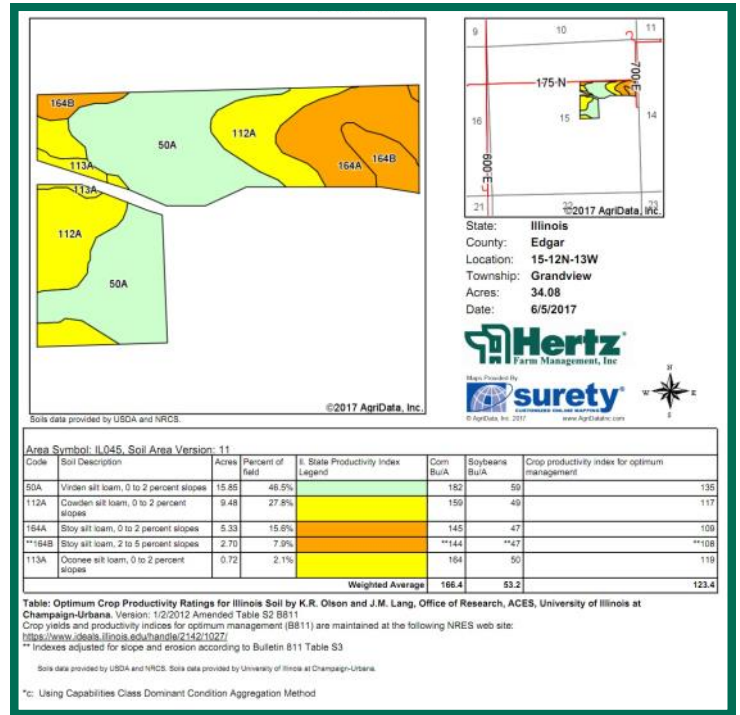 164B
50A
112A
164A
164B
113A
113A
112A
50A
©2017 AgriData, Inc.
Soils data provided by USDA and NRCS.
9
10
11
175 N
700 E
16
15
14
600 E
21
22
23
©2017 AgriData, Inc.
State: Illinois
County: Edgar
Location: 15-12N-13W
Township: Grandview
Acres: 34.08
Date: 6/5/2017
Hertz
Farm Management, Inc
Maps Provided By
surety®
CUSTOMIZED ONLINE MAPPING
© AgriData, Inc. 2017 www.AgriDataInc.com
N
W
E
S
Area Symbol: IL045, Soil Area Version: 11
Code Soil Description Acres Percent of field Il. State Productivity Index Legend Corn Bu/A Soybeans Bu/A Crop productivity index for optimum management
50A Virden silt loam, 0 to 2 percent slopes 15.85 46.5% 182 59 135
112A Cowden silt loam, 0 to 2 percent slopes 9.48 27.8% 159 49 117
164A Stoy silt loam, 0 to 2 percent slopes 5.33 15.6% 145 47 109
**164B Stoy silt loam, 2 to 5 percent slopes 2.70 7.9% **144 **47 **108
113A Oconee silt loam, 0 to 2 percent slopes 0.72 2.1% 164 50 119
Weighted Average 166.4 53.2 123.4
Table: Optimum Crop Productivity Ratings for Illinois Soil by K.R. Olson and J.M. Lang, Office of Research, ACES, University of Illinois at
Champaign-Urbana. Version: 1/2/2012 Amended Table S2 B811
Crop yields and productivity indices for optimum management (B811) are maintained at the following NRES web site:
https://www.ideals.illinois.edu/handle/2142/1027/
** Indexes adjusted for slope and erosion according to Bulletin 811 Table S3
Soils data provided by USDA and NRCS. Soils data provided by University of Illinois at Champaign-Urbana.
*c: Using Capabilities Class Dominant Condition Aggregation Method